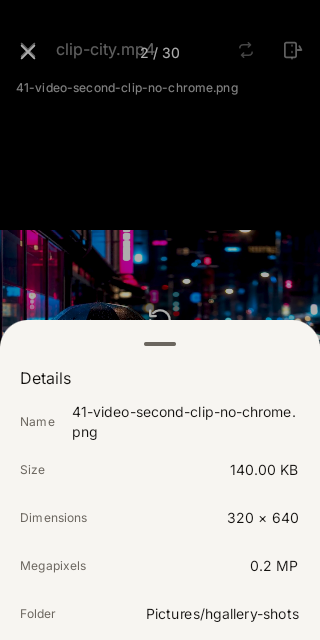 clip-city.mp4
2 / 30
41-video-second-clip-no-chrome.png
Details
Name 41-video-second-clip-no-chrome.
png
Size 140.00 KB
Dimensions 320 × 640
Megapixels 0.2 MP
Folder Pictures/hgallery-shots